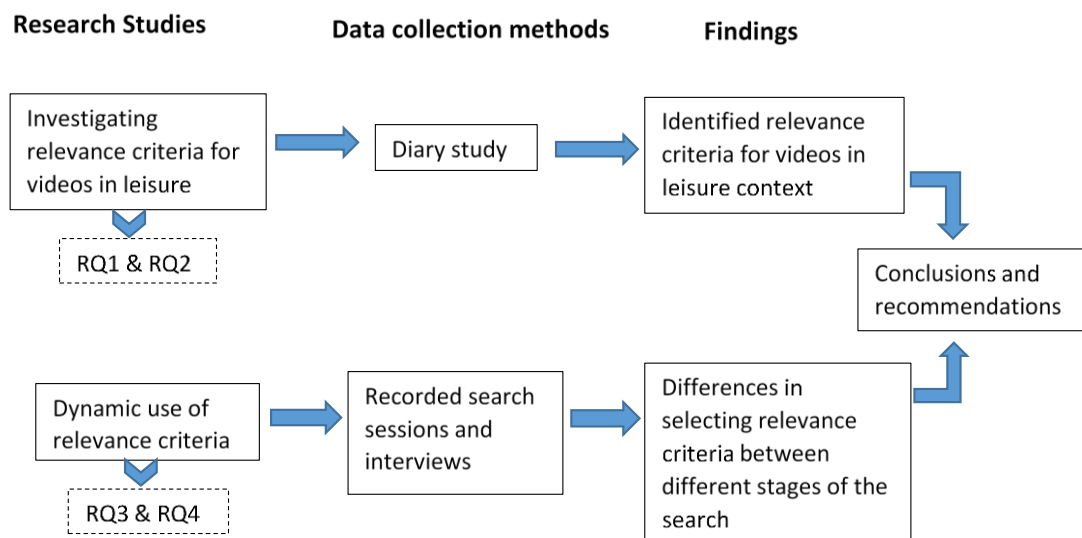 Research Studies
Data collection methods
Findings
Investigating
relevance criteria for
videos in leisure
Diary study
Identified relevance
criteria for videos in
leisure context
RQ1 & RQ2
Conclusions and
recommendations
Dynamic use of
relevance criteria
Recorded search
sessions and
interviews
Differences in
selecting relevance
criteria between
different stages of the
search
RQ3 & RQ4